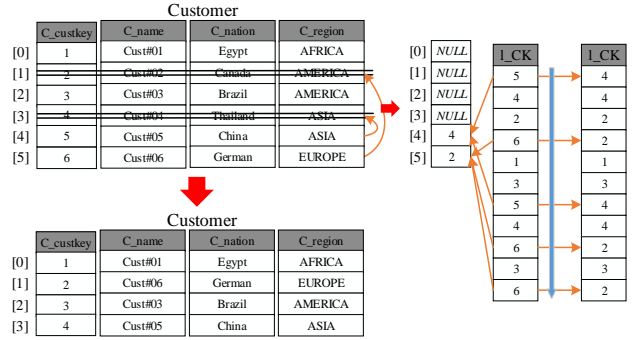 Customer
C_custkey C_name C_nation C_region
[0] 1 Cust#01 Egypt AFRICA
[1] 2 Cust#02 Canada AMERICA
[2] 3 Cust#03 Brazil AMERICA
[3] 4 Cust#04 Thailand ASIA
[4] 5 Cust#05 China ASIA
[5] 6 Cust#06 German EUROPE
[0] NULL
[1] NULL
[2] NULL
[3] NULL
[4] 4
[5] 2
l_CK l_CK
5 4
4 4
2 2
6 2
1 1
3 3
5 4
4 4
6 2
3 3
6 2
Customer
C_custkey C_name C_nation C_region
[0] 1 Cust#01 Egypt AFRICA
[1] 2 Cust#06 German EUROPE
[2] 3 Cust#03 Brazil AMERICA
[3] 4 Cust#05 China ASIA